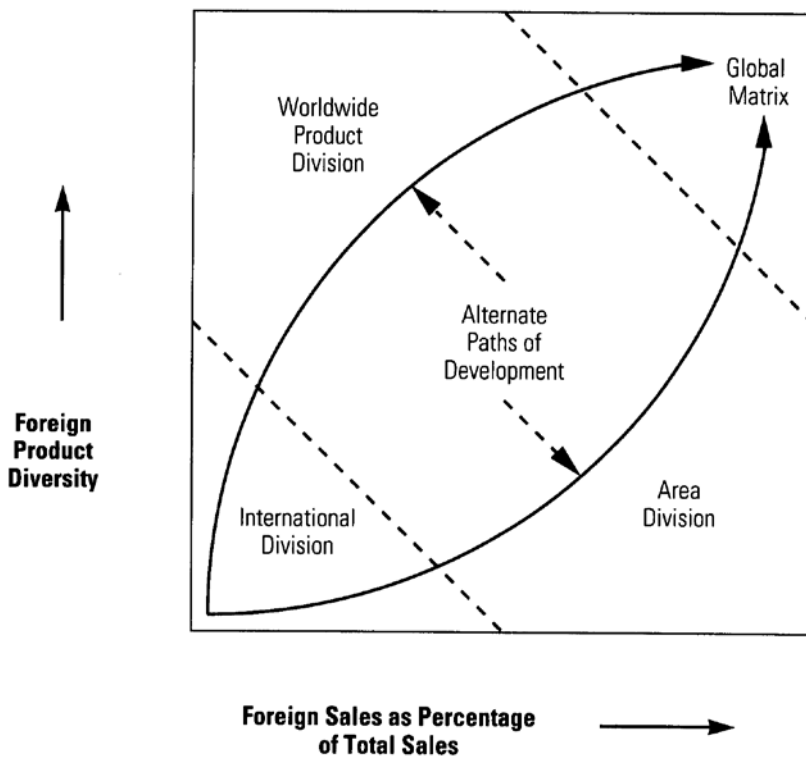 Global
Matrix
Worldwide
Product
Division
Alternate
Paths of
Development
Foreign
Product
Diversity
International
Division
Area
Division
Foreign Sales as Percentage
of Total Sales